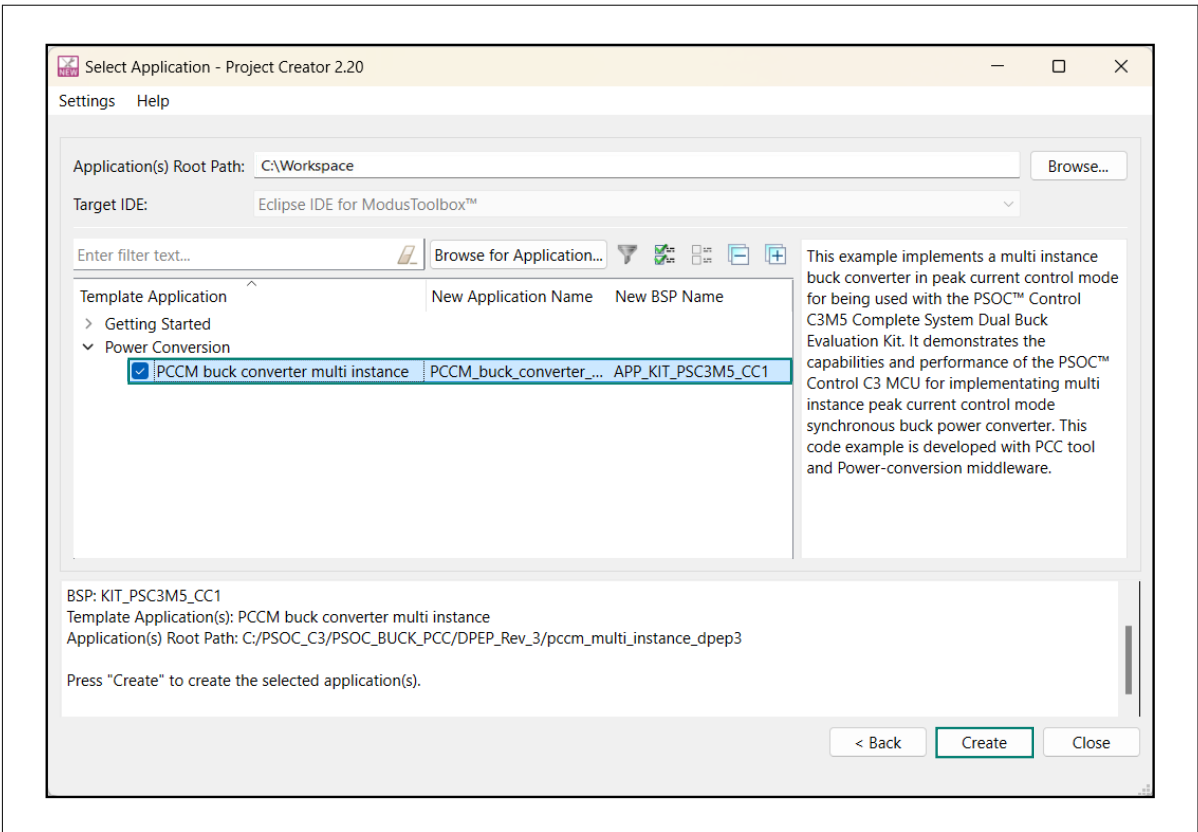 NEW
Select Application - Project Creator 2.20
Settings Help
Application(s) Root Path: C:\Workspace Browse...
Target IDE: Eclipse IDE for ModusToolbox™
Enter filter text... Browse for Application...
Template Application New Application Name New BSP Name
Getting Started
Power Conversion
PCCM buck converter multi instance PCCM_buck_converter_... APP_KIT_PSC3M5_CC1
This example implements a multi instance
buck converter in peak current control mode
for being used with the PSOC™ Control
C3M5 Complete System Dual Buck
Evaluation Kit. It demonstrates the
capabilities and performance of the PSOC™
Control C3 MCU for implementating multi
instance peak current control mode
synchronous buck power converter. This
code example is developed with PCC tool
and Power-conversion middleware.
BSP: KIT_PSC3M5_CC1
Template Application(s): PCCM buck converter multi instance
Application(s) Root Path: C:/PSOC_C3/PSOC_BUCK_PCC/DPEP_Rev_3/pccm_multi_instance_dpep3
Press "Create" to create the selected application(s).
< Back Create Close